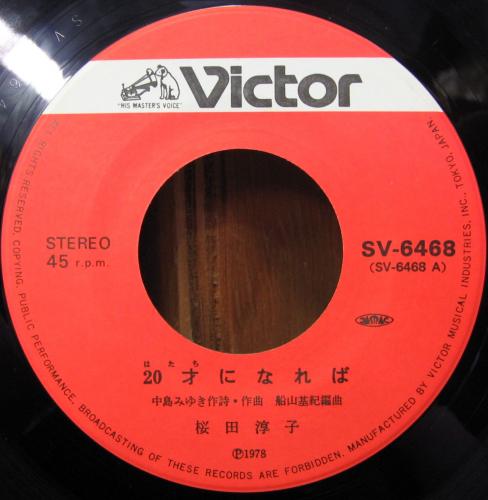 Victor
"HIS MASTER'S VOICE"
STEREO
45 r.p.m.
SV-6468
(SV-6468 A)
JASRAC
はたち
20才になれば
中島みゆき作詩・作曲 船山基紀編曲
桜田淳子
Ⓟ1978
ALL RIGHTS RESERVED. COPYING, PUBLIC PERFORMANCE, BROADCASTING OF THESE RECORDS ARE FORBIDDEN. MANUFACTURED BY VICTOR MUSICAL INDUSTRIES, INC., TOKYO, JAPAN.